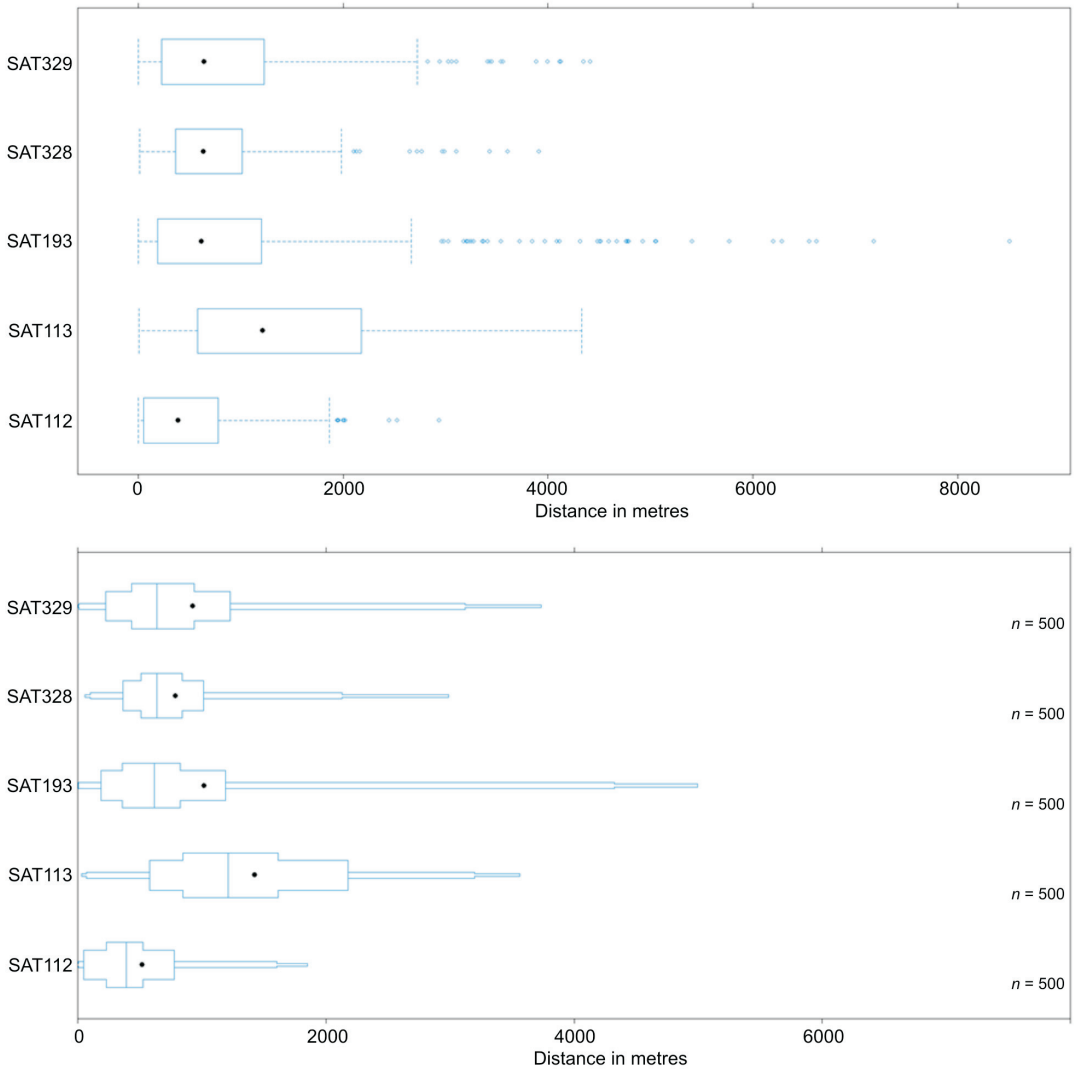 SAT329
SAT328
SAT193
SAT113
SAT112
0 2000 4000 6000 8000
Distance in metres
SAT329
n = 500
SAT328
n = 500
SAT193
n = 500
SAT113
n = 500
SAT112
n = 500
0 2000 4000 6000
Distance in metres